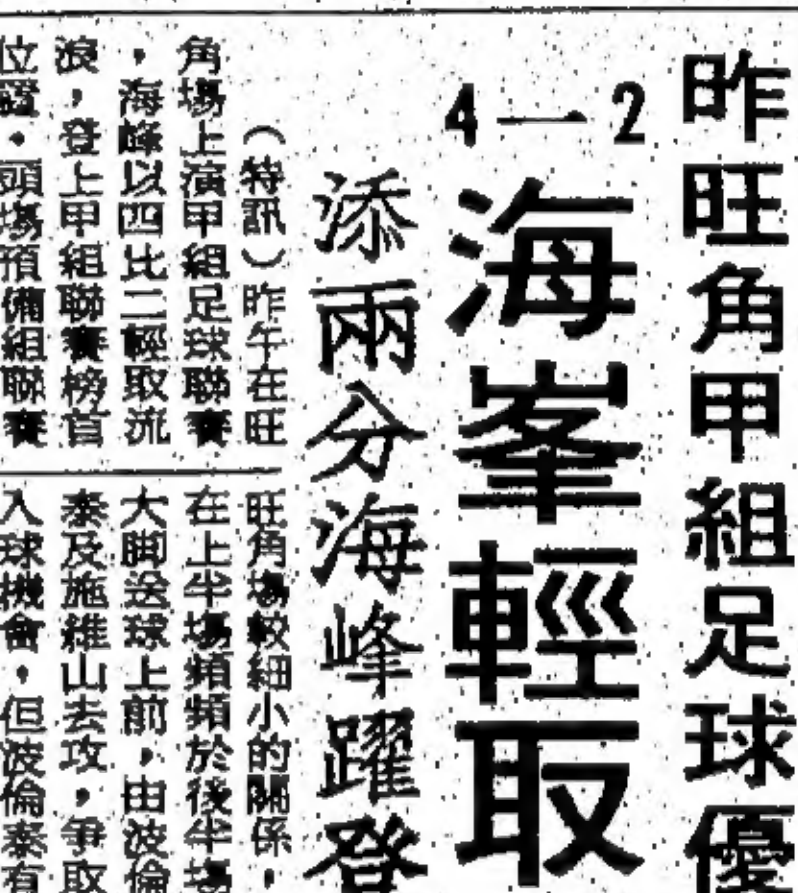 昨旺角甲組足球優
4—2
海峯輕取
添兩分海峰躍登
（特訊）昨午在旺
角場上演甲組足球聯賽
，海峰以四比二輕取流
浪，登上甲組聯賽榜首
位置。頭場預備組聯賽
旺角場較細小的關係，
在上半場頻頻於後半場
大脚送球上前，由波倫
泰及施維山去攻，爭取
入球機會，但波倫泰有